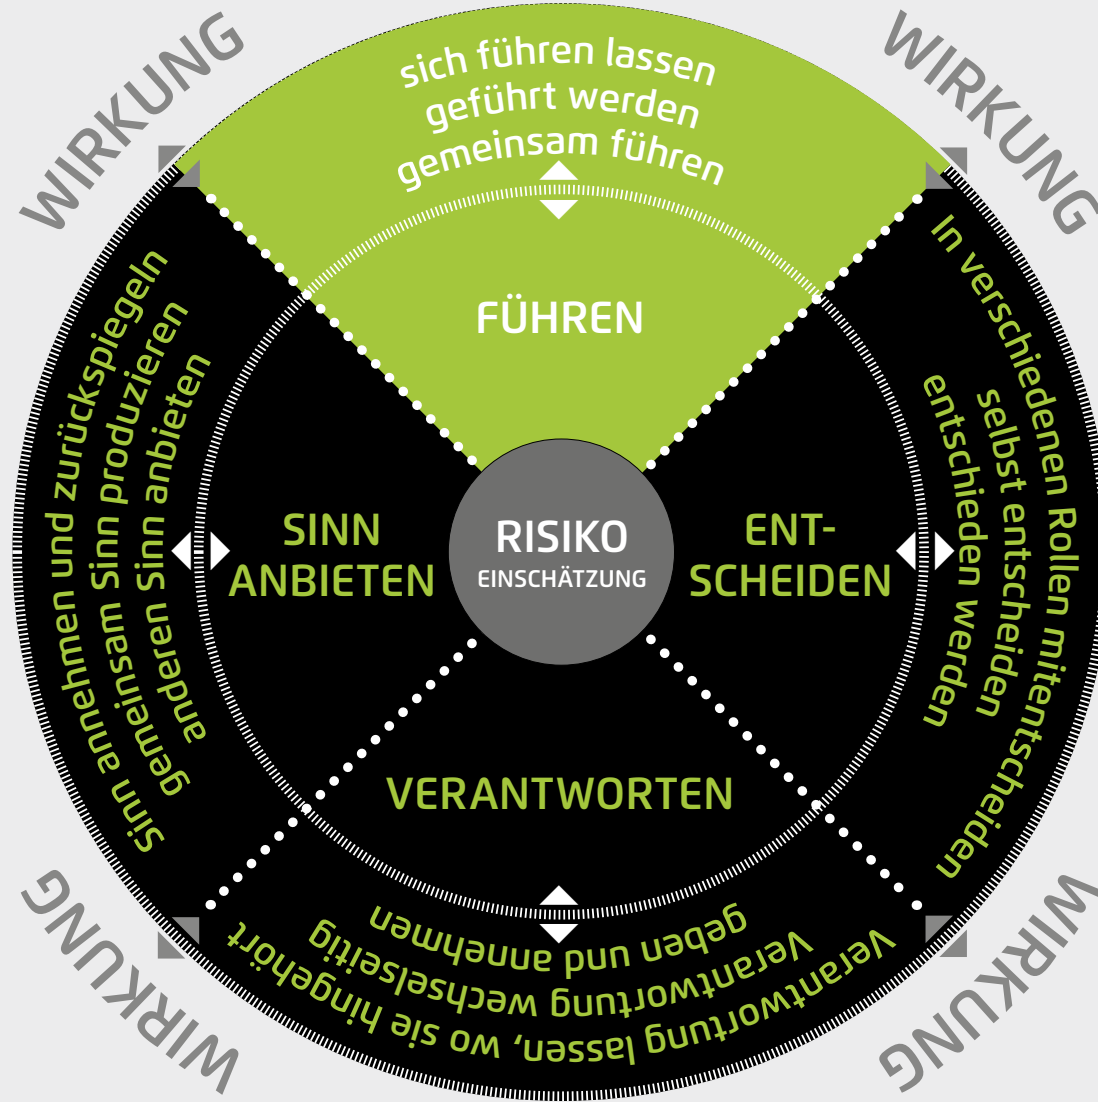 WIRKUNG
WIRKUNG
sich führen lassen
geführt werden
gemeinsam führen
FÜHREN
In verschiedenen Rollen mitentscheiden
selbst entscheiden
entschieden werden
ENT-
SCHEIDEN
RISIKO
EINSCHÄTZUNG
SINN
ANBIETEN
Sinn annehmen und zurückspiegeln
gemeinsam Sinn produzieren
anderen Sinn anbieten
VERANTWORTEN
Verantwortung lassen, wo sie hingehört
Verantwortung wechselseitig
geben und annehmen
WIRKUNG
WIRKUNG